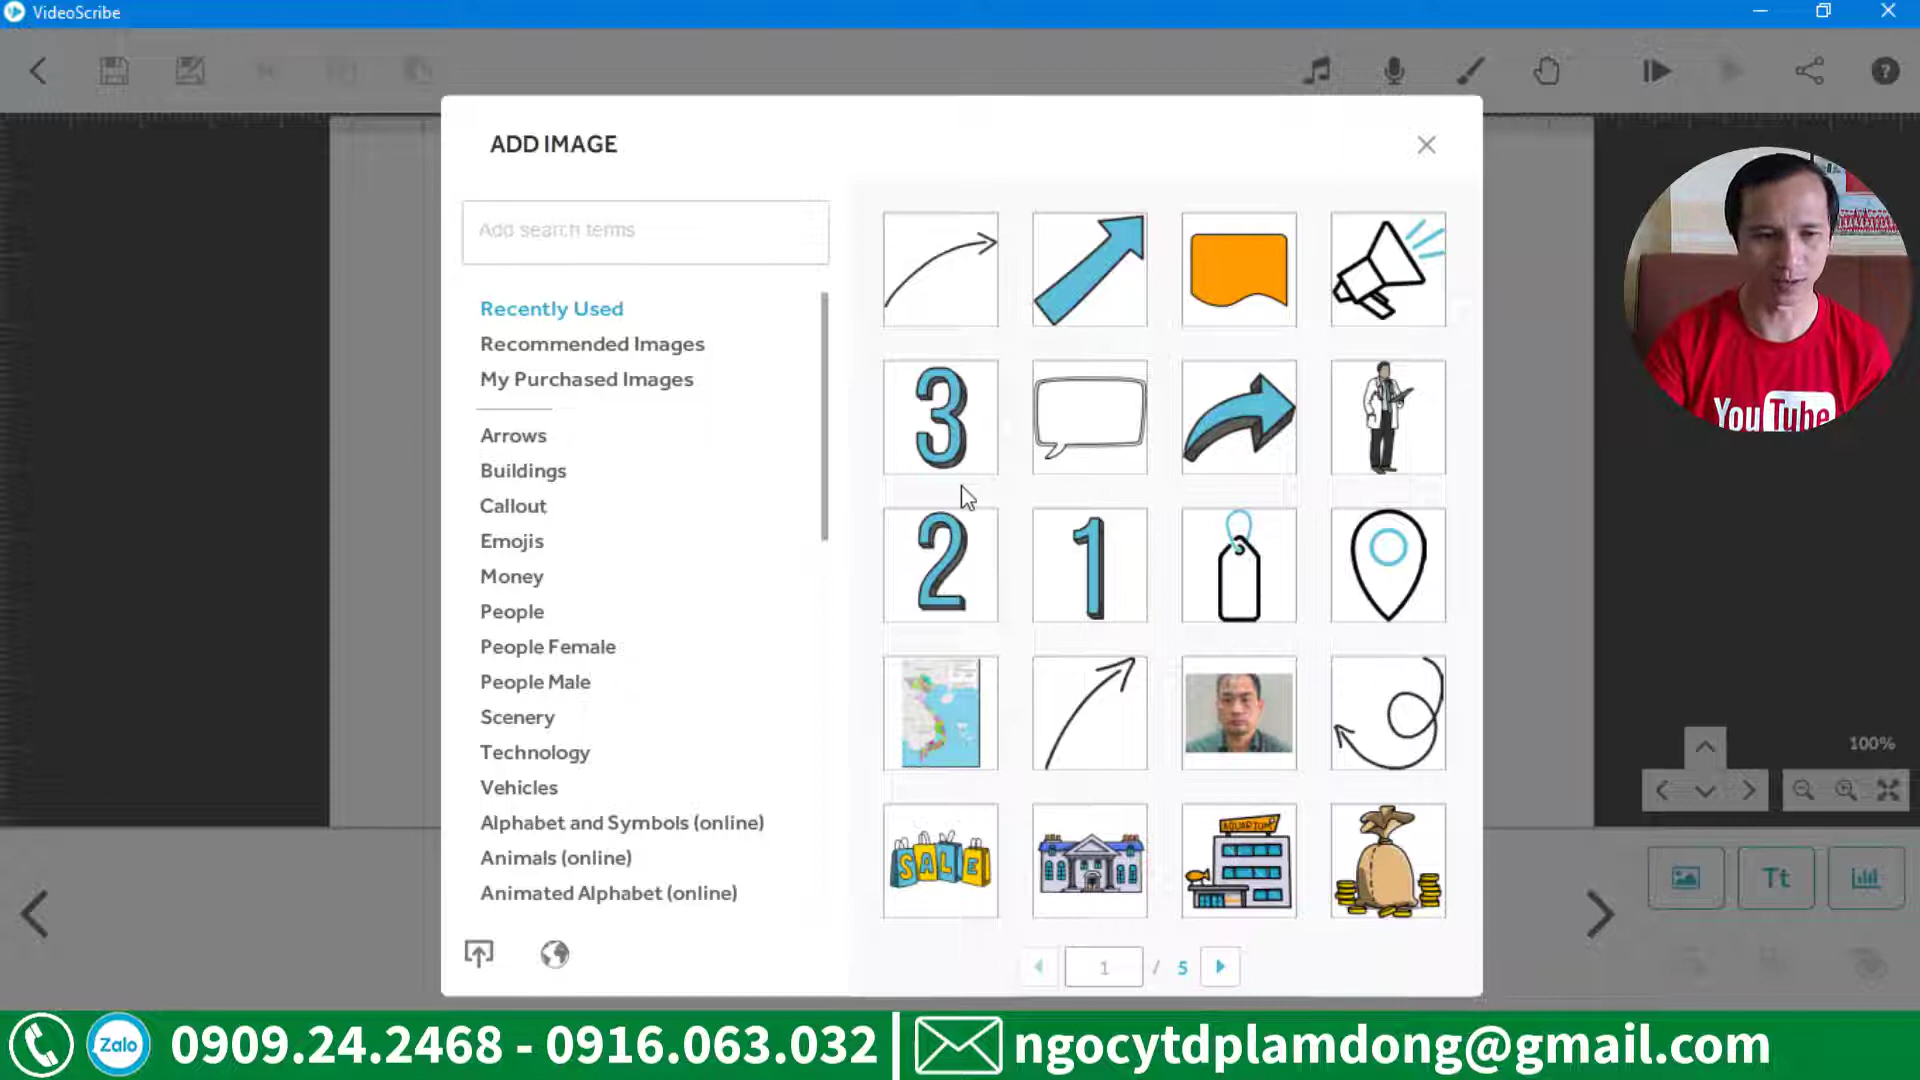 VideoScribe
ADD IMAGE
Add search terms
Recently Used
Recommended Images
My Purchased Images
Arrows
Buildings
Callout
Emojis
Money
People
People Female
People Male
Scenery
Technology
Vehicles
Alphabet and Symbols (online)
Animals (online)
Animated Alphabet (online)
3
2
1
SALE
AQUARIUM
1 / 5
YouTube
100%
Tt
Zalo
0909.24.2468 - 0916.063.032
ngocytdplamdong@gmail.com